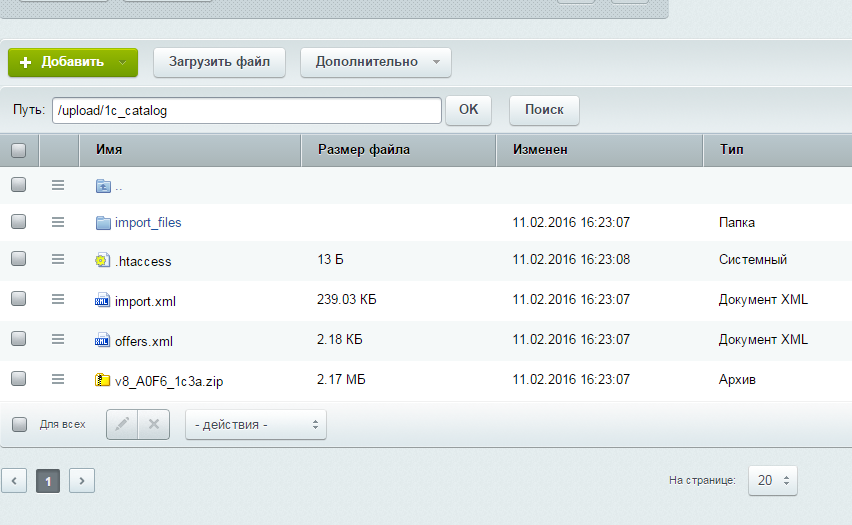 Добавить Загрузить файл Дополнительно
Путь: /upload/1c_catalog OK Поиск
Имя Размер файла Изменен Тип
..
import_files 11.02.2016 16:23:07 Папка
.htaccess 13 Б 11.02.2016 16:23:08 Системный
import.xml 239.03 КБ 11.02.2016 16:23:07 Документ XML
offers.xml 2.18 КБ 11.02.2016 16:23:07 Документ XML
v8_A0F6_1c3a.zip 2.17 МБ 11.02.2016 16:23:07 Архив
Для всех - действия -
1 На странице: 20